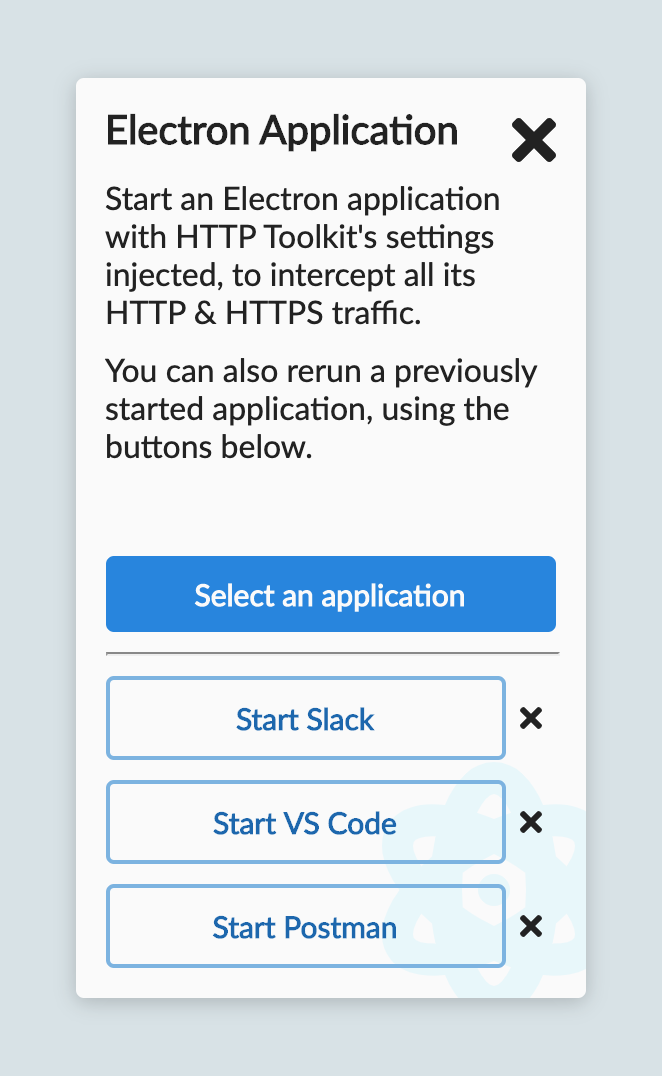 Electron Application
Start an Electron application
with HTTP Toolkit's settings
injected, to intercept all its
HTTP & HTTPS traffic.
You can also rerun a previously
started application, using the
buttons below.
Select an application
Start Slack
Start VS Code
Start Postman